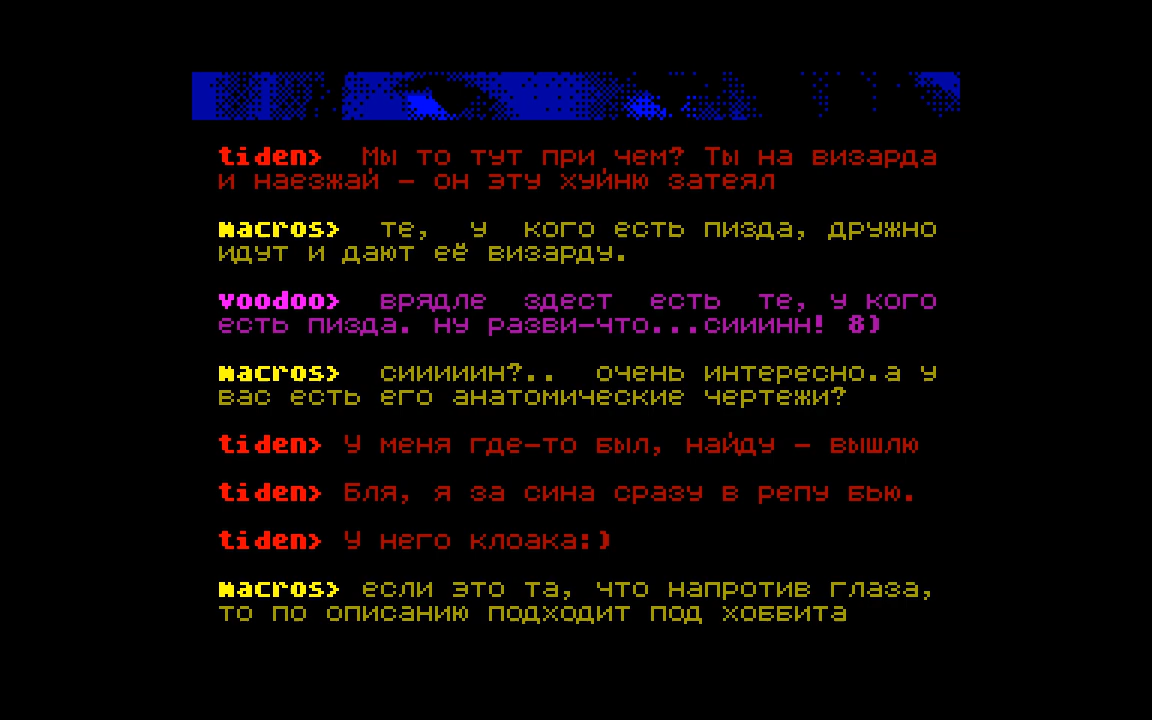 tiden> Мы то тут при чем? Ты на визарда
и наезжай - он эту хуйню затеял
macros> те, у кого есть пизда, дружно
идут и дают её визарду.
voodoo> врядле здест есть те, у кого
есть пизда. ну разви-что...сииинн! 8)
macros> сииииин?.. очень интересно.а у
вас есть его анатомические чертежи?
tiden> У меня где-то был, найду - вышлю
tiden> Бля, я за сина сразу в репу бью.
tiden> У него клоака:)
macros> если это та, что напротив глаза,
то по описанию подходит под хоббита